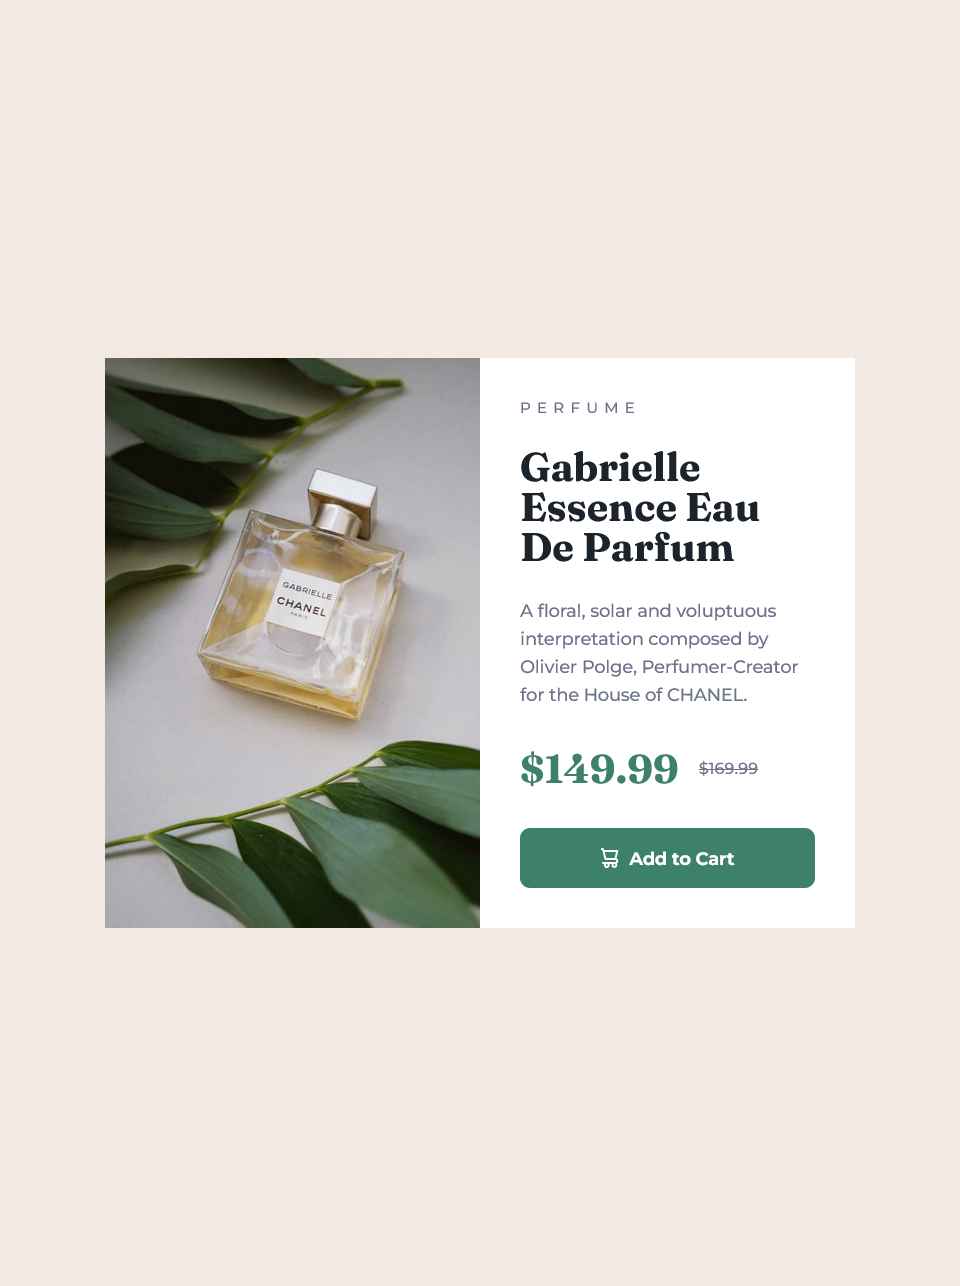 GABRIELLE
CHANEL
PARIS
PERFUME
Gabrielle
Essence Eau
De Parfum
A floral, solar and voluptuous
interpretation composed by
Olivier Polge, Perfumer-Creator
for the House of CHANEL.
$149.99 $169.99
Add to Cart